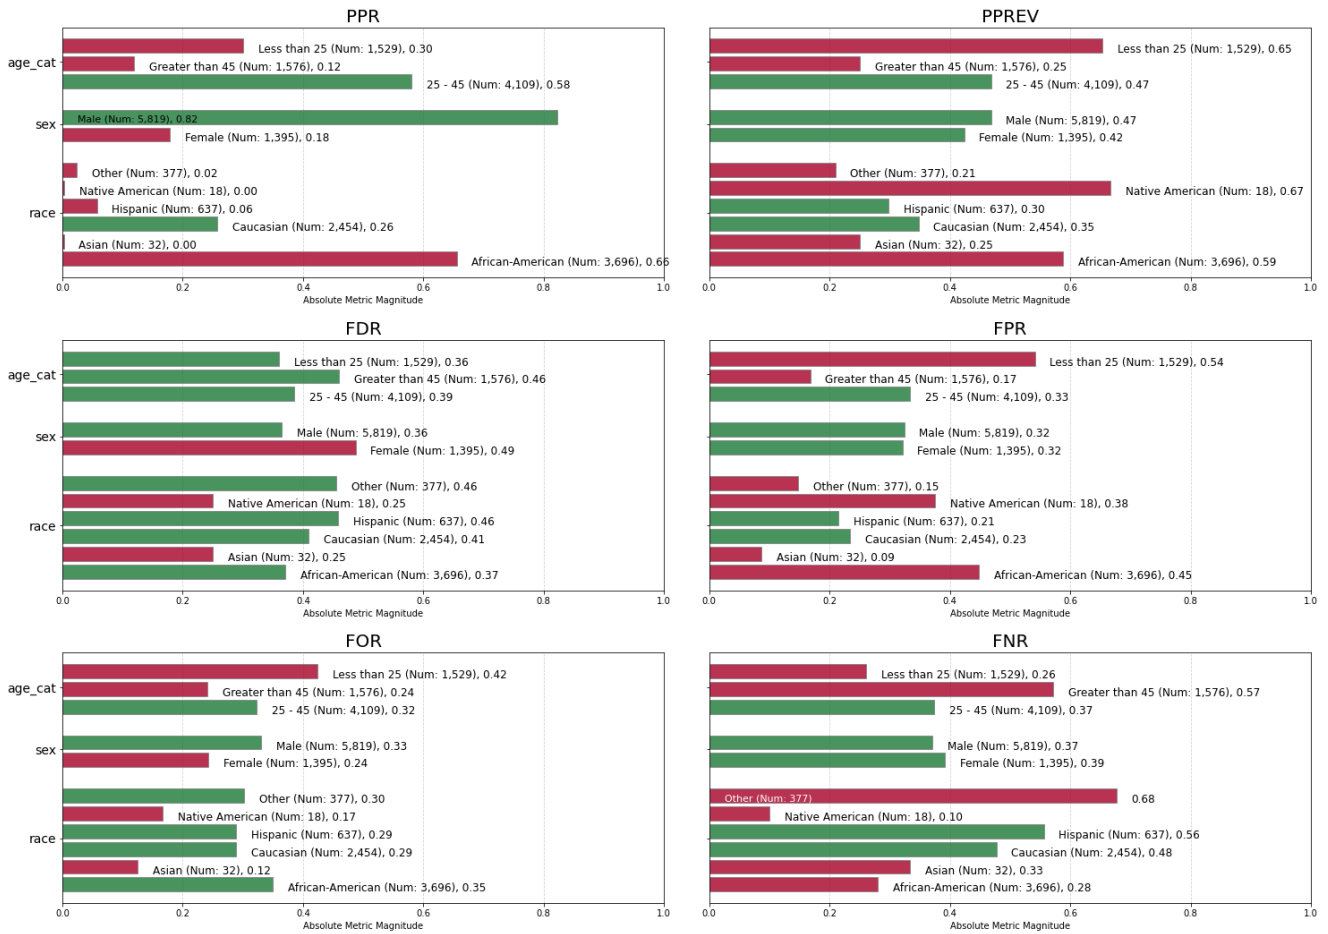 PPR
age_cat
Less than 25 (Num: 1,529), 0.30
Greater than 45 (Num: 1,576), 0.12
25 - 45 (Num: 4,109), 0.58
sex
Male (Num: 5,819), 0.82
Female (Num: 1,395), 0.18
race
Other (Num: 377), 0.02
Native American (Num: 18), 0.00
Hispanic (Num: 637), 0.06
Caucasian (Num: 2,454), 0.26
Asian (Num: 32), 0.00
African-American (Num: 3,696), 0.66
0.0 0.2 0.4 0.6 0.8 1.0
Absolute Metric Magnitude
PPREV
Less than 25 (Num: 1,529), 0.65
Greater than 45 (Num: 1,576), 0.25
25 - 45 (Num: 4,109), 0.47
Male (Num: 5,819), 0.47
Female (Num: 1,395), 0.42
Other (Num: 377), 0.21
Native American (Num: 18), 0.67
Hispanic (Num: 637), 0.30
Caucasian (Num: 2,454), 0.35
Asian (Num: 32), 0.25
African-American (Num: 3,696), 0.59
0.0 0.2 0.4 0.6 0.8 1.0
Absolute Metric Magnitude
FDR
age_cat
Less than 25 (Num: 1,529), 0.36
Greater than 45 (Num: 1,576), 0.46
25 - 45 (Num: 4,109), 0.39
sex
Male (Num: 5,819), 0.36
Female (Num: 1,395), 0.49
race
Other (Num: 377), 0.46
Native American (Num: 18), 0.25
Hispanic (Num: 637), 0.46
Caucasian (Num: 2,454), 0.41
Asian (Num: 32), 0.25
African-American (Num: 3,696), 0.37
0.0 0.2 0.4 0.6 0.8 1.0
Absolute Metric Magnitude
FPR
Less than 25 (Num: 1,529), 0.54
Greater than 45 (Num: 1,576), 0.17
25 - 45 (Num: 4,109), 0.33
Male (Num: 5,819), 0.32
Female (Num: 1,395), 0.32
Other (Num: 377), 0.15
Native American (Num: 18), 0.38
Hispanic (Num: 637), 0.21
Caucasian (Num: 2,454), 0.23
Asian (Num: 32), 0.09
African-American (Num: 3,696), 0.45
0.0 0.2 0.4 0.6 0.8 1.0
Absolute Metric Magnitude
FOR
age_cat
Less than 25 (Num: 1,529), 0.42
Greater than 45 (Num: 1,576), 0.24
25 - 45 (Num: 4,109), 0.32
sex
Male (Num: 5,819), 0.33
Female (Num: 1,395), 0.24
race
Other (Num: 377), 0.30
Native American (Num: 18), 0.17
Hispanic (Num: 637), 0.29
Caucasian (Num: 2,454), 0.29
Asian (Num: 32), 0.12
African-American (Num: 3,696), 0.35
0.0 0.2 0.4 0.6 0.8 1.0
Absolute Metric Magnitude
FNR
Less than 25 (Num: 1,529), 0.26
Greater than 45 (Num: 1,576), 0.57
25 - 45 (Num: 4,109), 0.37
Male (Num: 5,819), 0.37
Female (Num: 1,395), 0.39
Other (Num: 377) 0.68
Native American (Num: 18), 0.10
Hispanic (Num: 637), 0.56
Caucasian (Num: 2,454), 0.48
Asian (Num: 32), 0.33
African-American (Num: 3,696), 0.28
0.0 0.2 0.4 0.6 0.8 1.0
Absolute Metric Magnitude